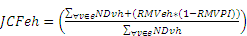 JCFeh = (∑∀v∈θ NDvh+(RMVeh*(1−RMVPI)) / ∑∀v∈θ NDvh)